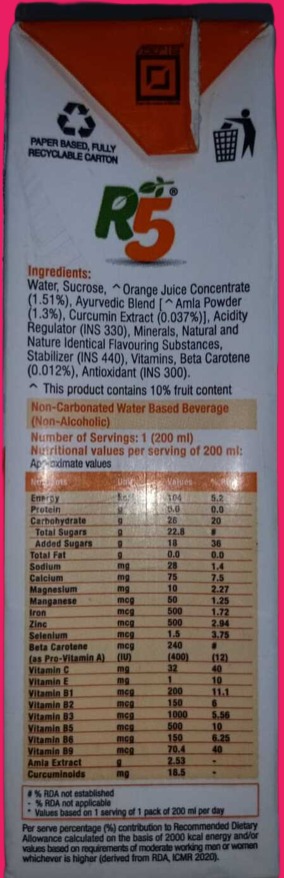 PAPER BASED, FULLY
RECYCLABLE CARTON
R5®
Ingredients:
Water, Sucrose, ^ Orange Juice Concentrate
(1.51%), Ayurvedic Blend [^ Amla Powder
(1.3%), Curcumin Extract (0.037%)], Acidity
Regulator (INS 330), Minerals, Natural and
Nature Identical Flavouring Substances,
Stabilizer (INS 440), Vitamins, Beta Carotene
(0.012%), Antioxidant (INS 300).
^ This product contains 10% fruit content
Non-Carbonated Water Based Beverage
(Non-Alcoholic)
Number of Servings: 1 (200 ml)
Nutritional values per serving of 200 ml:
Approximate values
Nutrients Unit Values
Energy kcal 104 5.2
Protein g 0.0 0.0
Carbohydrate g 26 20
Total Sugars g 22.8 #
Added Sugars g 18 36
Total Fat g 0.0 0.0
Sodium mg 28 1.4
Calcium mg 75 7.5
Magnesium mg 10 2.27
Manganese mcg 50 1.25
Iron mcg 500 1.72
Zinc mcg 500 2.94
Selenium mcg 1.5 3.75
Beta Carotene mcg 240 #
(as Pro-Vitamin A) (IU) (400) (12)
Vitamin C mg 32 40
Vitamin E mg 1 10
Vitamin B1 mcg 200 11.1
Vitamin B2 mcg 150 6
Vitamin B3 mcg 1000 5.56
Vitamin B5 mcg 500 10
Vitamin B6 mcg 150 6.25
Vitamin B9 mcg 70.4 40
Amla Extract g 2.53 -
Curcuminoids mg 18.5 -
# % RDA not established
- % RDA not applicable
* Values based on 1 serving of 1 pack of 200 ml per day
Per serve percentage (%) contribution to Recommended Dietary
Allowance calculated on the basis of 2000 kcal energy and/or
values based on requirements of moderate working men or women
whichever is higher (derived from RDA, ICMR 2020).